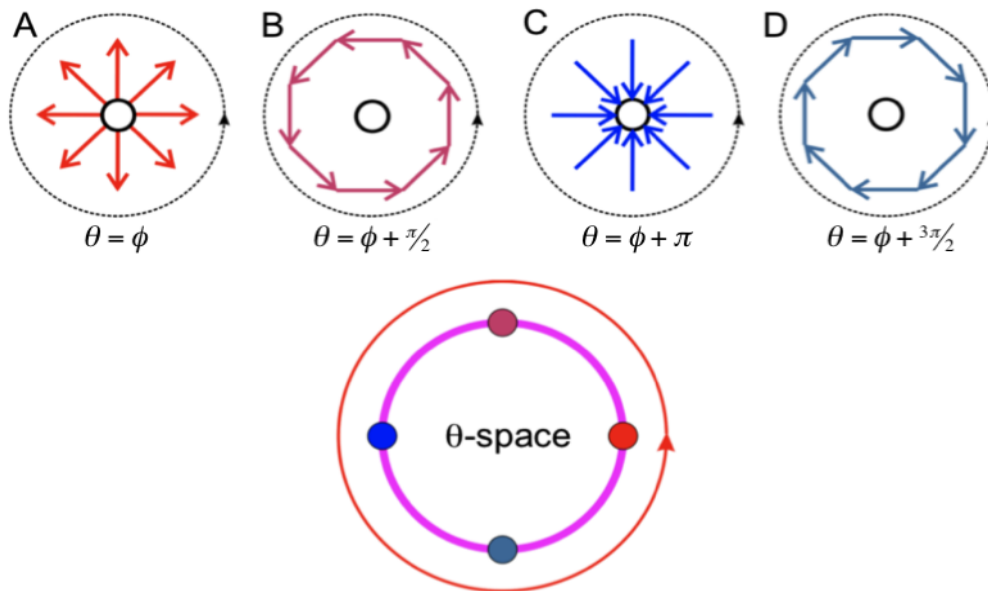 A B C D
θ = ϕ θ = ϕ + π/2 θ = ϕ + π θ = ϕ + 3π/2
θ-space